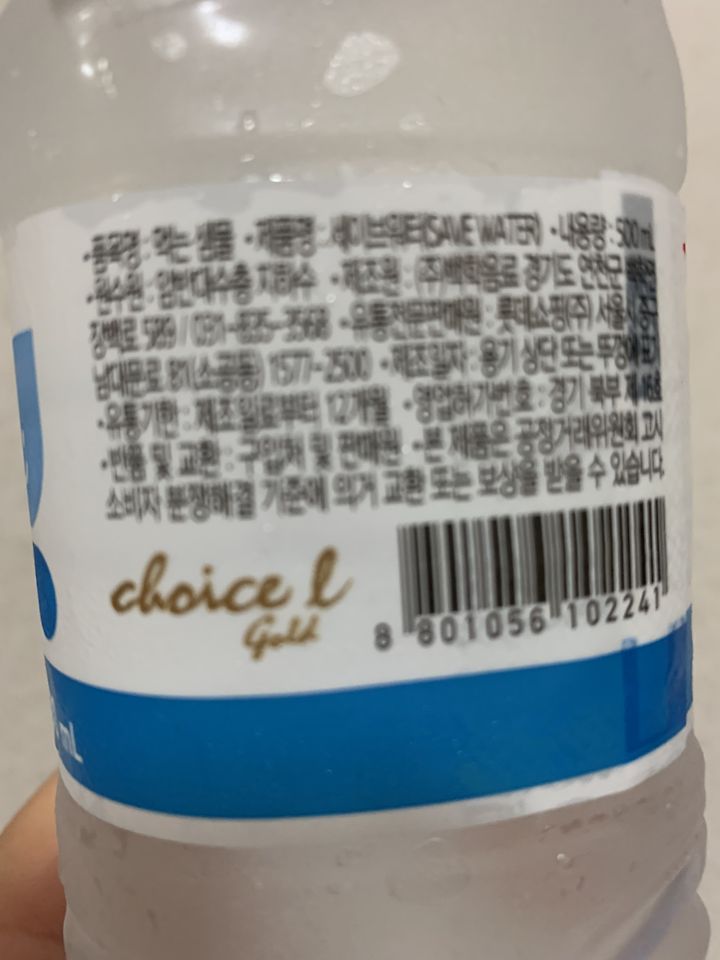 •품목명 : 먹는 샘물 •제품명 : 세이브워터(SAVE WATER) •내용량 : 500mL
•원수원 : 암반대수층 지하수 •제조원 : (주)백학음료 경기도 연천군
장백로 •유통전문판매원 : 롯데쇼핑(주) 서울시 중구
남대문로 81(소공동) 1577-2500 •제조일자 : 용기 상단 또는 뚜껑에 표기
•유통기한 : 제조일로부터 12개월 •영업허가번호 : 경기 북부
•반품 및 교환 : 구입처 및 판매원 •본 제품은 공정거래위원회 고시
소비자 분쟁해결 기준에 의거 교환 또는 보상을 받을 수 있습니다.
choice l
Gold
8 801056 102241
mL